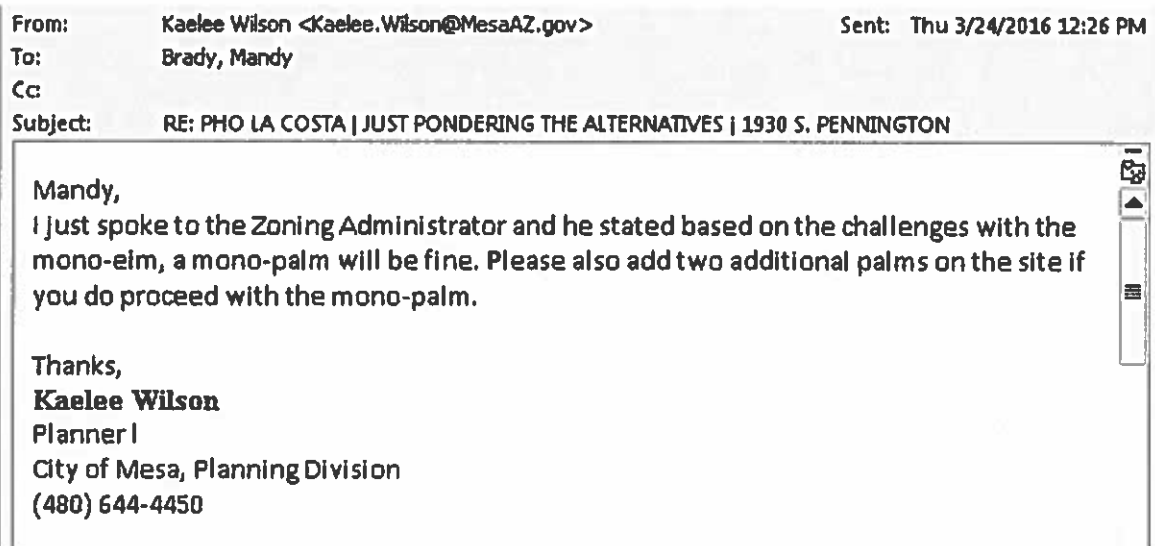 From: Kaelee Wilson <Kaelee.Wilson@MesaAZ.gov> Sent: Thu 3/24/2016 12:26 PM
To: Brady, Mandy
Cc:
Subject: RE: PHO LA COSTA | JUST PONDERING THE ALTERNATIVES | 1930 S. PENNINGTON
Mandy,
I just spoke to the Zoning Administrator and he stated based on the challenges with the
mono-elm, a mono-palm will be fine. Please also add two additional palms on the site if
you do proceed with the mono-palm.
Thanks,
Kaelee Wilson
Planner I
City of Mesa, Planning Division
(480) 644-4450